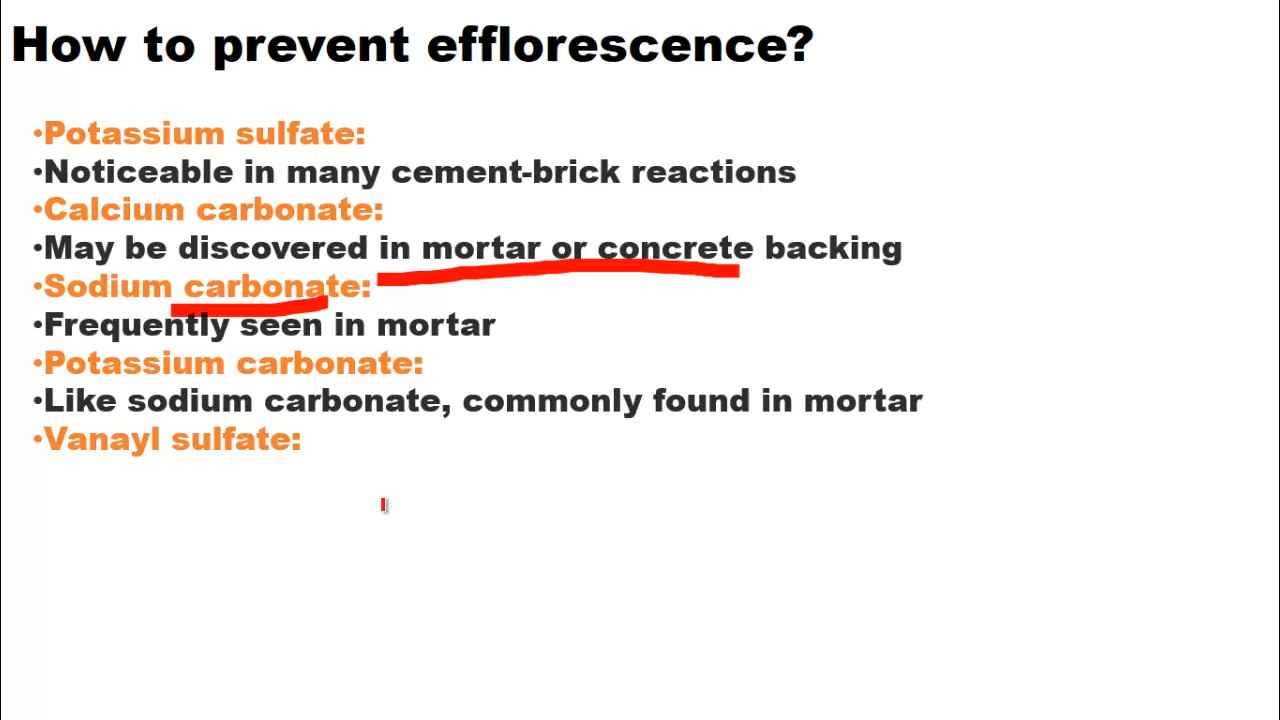 How to prevent efflorescence?
•Potassium sulfate:
•Noticeable in many cement-brick reactions
•Calcium carbonate:
•May be discovered in mortar or concrete backing
•Sodium carbonate:
•Frequently seen in mortar
•Potassium carbonate:
•Like sodium carbonate, commonly found in mortar
•Vanayl sulfate: